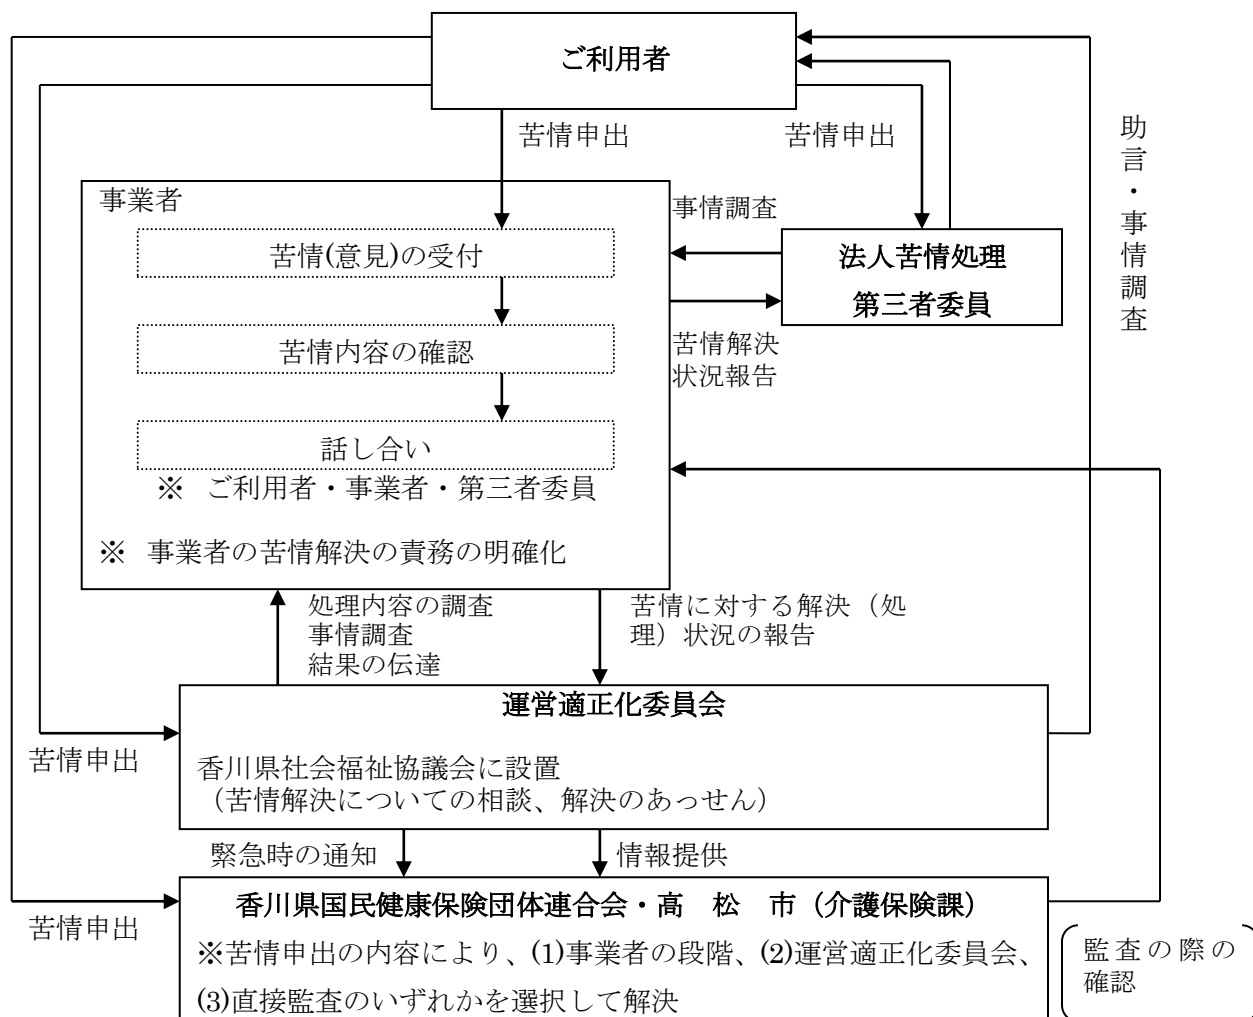 ご利用者
苦情申出
苦情申出
助言・事情調査
事業者
事情調査
苦情(意見)の受付
法人苦情処理
第三者委員
苦情内容の確認
苦情解決
状況報告
話し合い
※ ご利用者・事業者・第三者委員
※ 事業者の苦情解決の責務の明確化
処理内容の調査
事情調査
結果の伝達
苦情に対する解決（処
理）状況の報告
運営適正化委員会
苦情申出
香川県社会福祉協議会に設置
（苦情解決についての相談、解決のあっせん）
緊急時の通知
情報提供
香川県国民健康保険団体連合会・高 松 市（介護保険課）
苦情申出
※苦情申出の内容により、(1)事業者の段階、(2)運営適正化委員会、
(3)直接監査のいずれかを選択して解決
監査の際の
確認